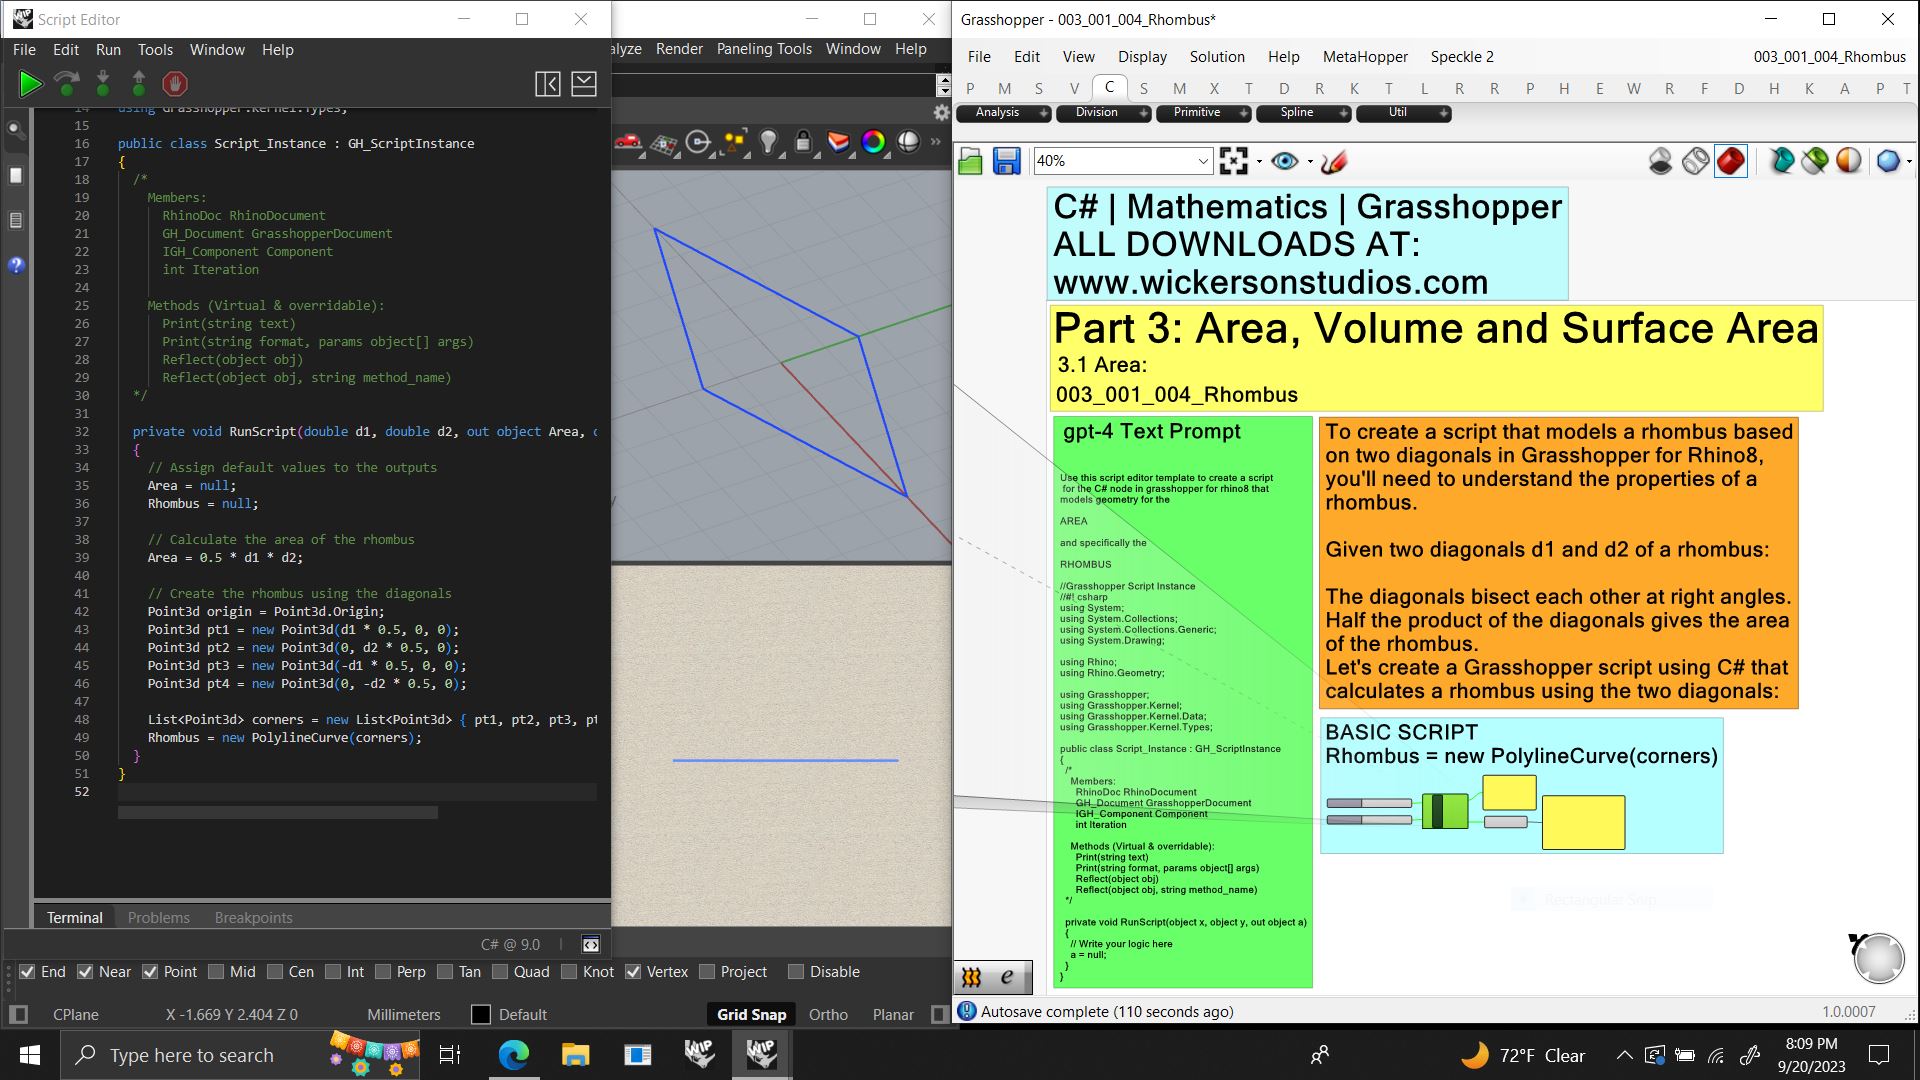 Script Editor
File Edit Run Tools Window Help
14 using Grasshopper.Kernel.Types;
15
16 public class Script_Instance : GH_ScriptInstance
17 {
18 /*
19 Members:
20 RhinoDoc RhinoDocument
21 GH_Document GrasshopperDocument
22 IGH_Component Component
23 int Iteration
24
25 Methods (Virtual & overridable):
26 Print(string text)
27 Print(string format, params object[] args)
28 Reflect(object obj)
29 Reflect(object obj, string method_name)
30 */
31
32 private void RunScript(double d1, double d2, out object Area,
33 {
34 // Assign default values to the outputs
35 Area = null;
36 Rhombus = null;
37
38 // Calculate the area of the rhombus
39 Area = 0.5 * d1 * d2;
40
41 // Create the rhombus using the diagonals
42 Point3d origin = Point3d.Origin;
43 Point3d pt1 = new Point3d(d1 * 0.5, 0, 0);
44 Point3d pt2 = new Point3d(0, d2 * 0.5, 0);
45 Point3d pt3 = new Point3d(-d1 * 0.5, 0, 0);
46 Point3d pt4 = new Point3d(0, -d2 * 0.5, 0);
47
48 List<Point3d> corners = new List<Point3d> { pt1, pt2, pt3, pt
49 Rhombus = new PolylineCurve(corners);
50 }
51 }
52
Terminal Problems Breakpoints
C# @ 9.0
alyze Render Paneling Tools Window Help
End Near Point Mid Cen Int Perp Tan Quad Knot Vertex Project Disable
CPlane X -1.669 Y 2.404 Z 0 Millimeters Default Grid Snap Ortho Planar
Grasshopper - 003_001_004_Rhombus*
File Edit View Display Solution Help MetaHopper Speckle 2 003_001_004_Rhombus
P M S V C S M X T D R K T L R R P H E W R F D H K A P T
Analysis Division Primitive Spline Util
40%
C# | Mathematics | Grasshopper
ALL DOWNLOADS AT:
www.wickersonstudios.com
Part 3: Area, Volume and Surface Area
3.1 Area:
003_001_004_Rhombus
gpt-4 Text Prompt
Use this script editor template to create a script
for the C# node in grasshopper for rhino8 that
models geometry for the
AREA
and specifically the
RHOMBUS
//Grasshopper Script Instance
//#! csharp
using System;
using System.Collections;
using System.Collections.Generic;
using System.Drawing;
using Rhino;
using Rhino.Geometry;
using Grasshopper;
using Grasshopper.Kernel;
using Grasshopper.Kernel.Data;
using Grasshopper.Kernel.Types;
public class Script_Instance : GH_ScriptInstance
{
/*
Members:
RhinoDoc RhinoDocument
GH_Document GrasshopperDocument
IGH_Component Component
int Iteration
Methods (Virtual & overridable):
Print(string text)
Print(string format, params object[] args)
Reflect(object obj)
Reflect(object obj, string method_name)
*/
private void RunScript(object x, object y, out object a)
{
// Write your logic here
a = null;
}
}
To create a script that models a rhombus based
on two diagonals in Grasshopper for Rhino8,
you'll need to understand the properties of a
rhombus.
Given two diagonals d1 and d2 of a rhombus:
The diagonals bisect each other at right angles.
Half the product of the diagonals gives the area
of the rhombus.
Let's create a Grasshopper script using C# that
calculates a rhombus using the two diagonals:
BASIC SCRIPT
Rhombus = new PolylineCurve(corners)
Rectangular Snip
e
Autosave complete (110 seconds ago) 1.0.0007
Type here to search
WIP
WIP
72°F Clear
8:09 PM
9/20/2023